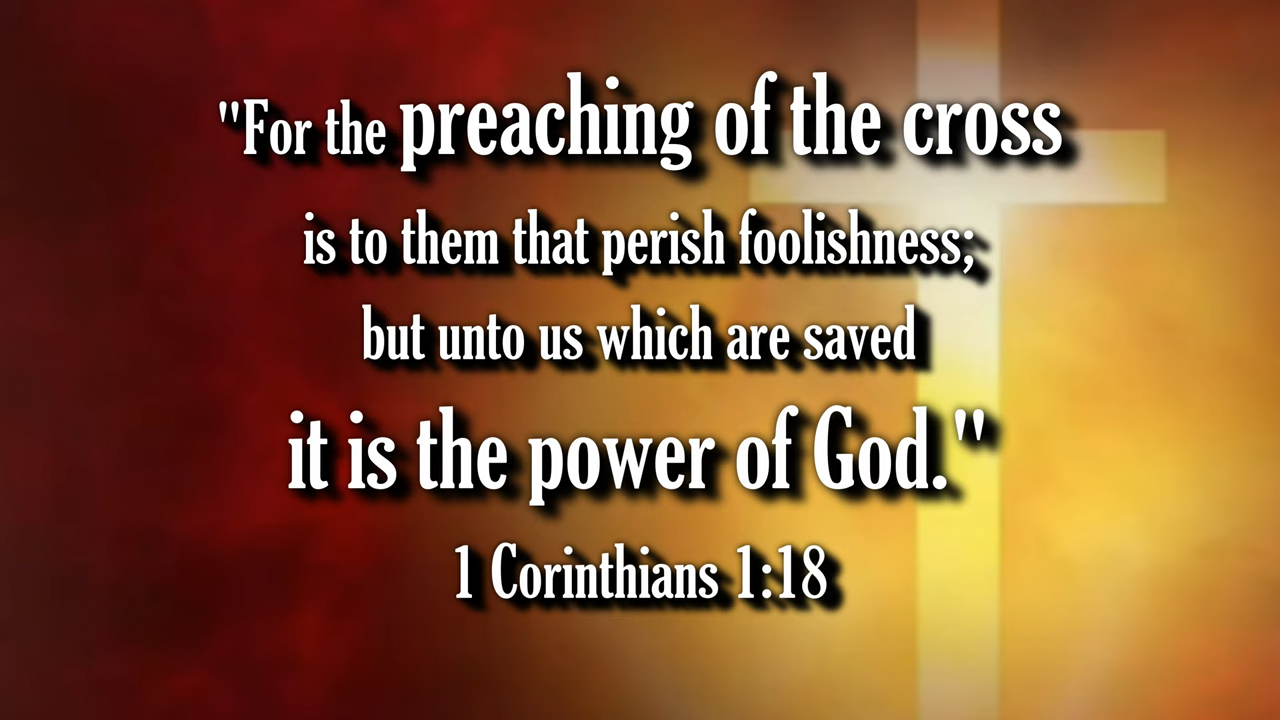 "For the preaching of the cross
is to them that perish foolishness;
but unto us which are saved
it is the power of God."
1 Corinthians 1:18